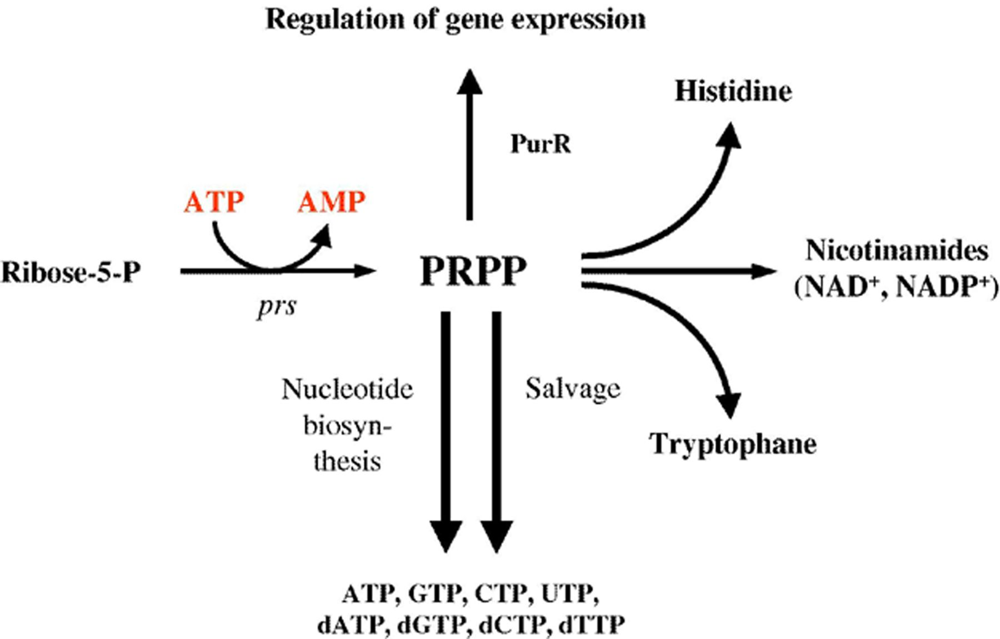 Regulation of gene expression
Histidine
PurR
ATP
AMP
Ribose-5-P
prs
PRPP
Nicotinamides
(NAD⁺, NADP⁺)
Nucleotide
biosyn-
thesis
Salvage
Tryptophane
ATP, GTP, CTP, UTP,
dATP, dGTP, dCTP, dTTP